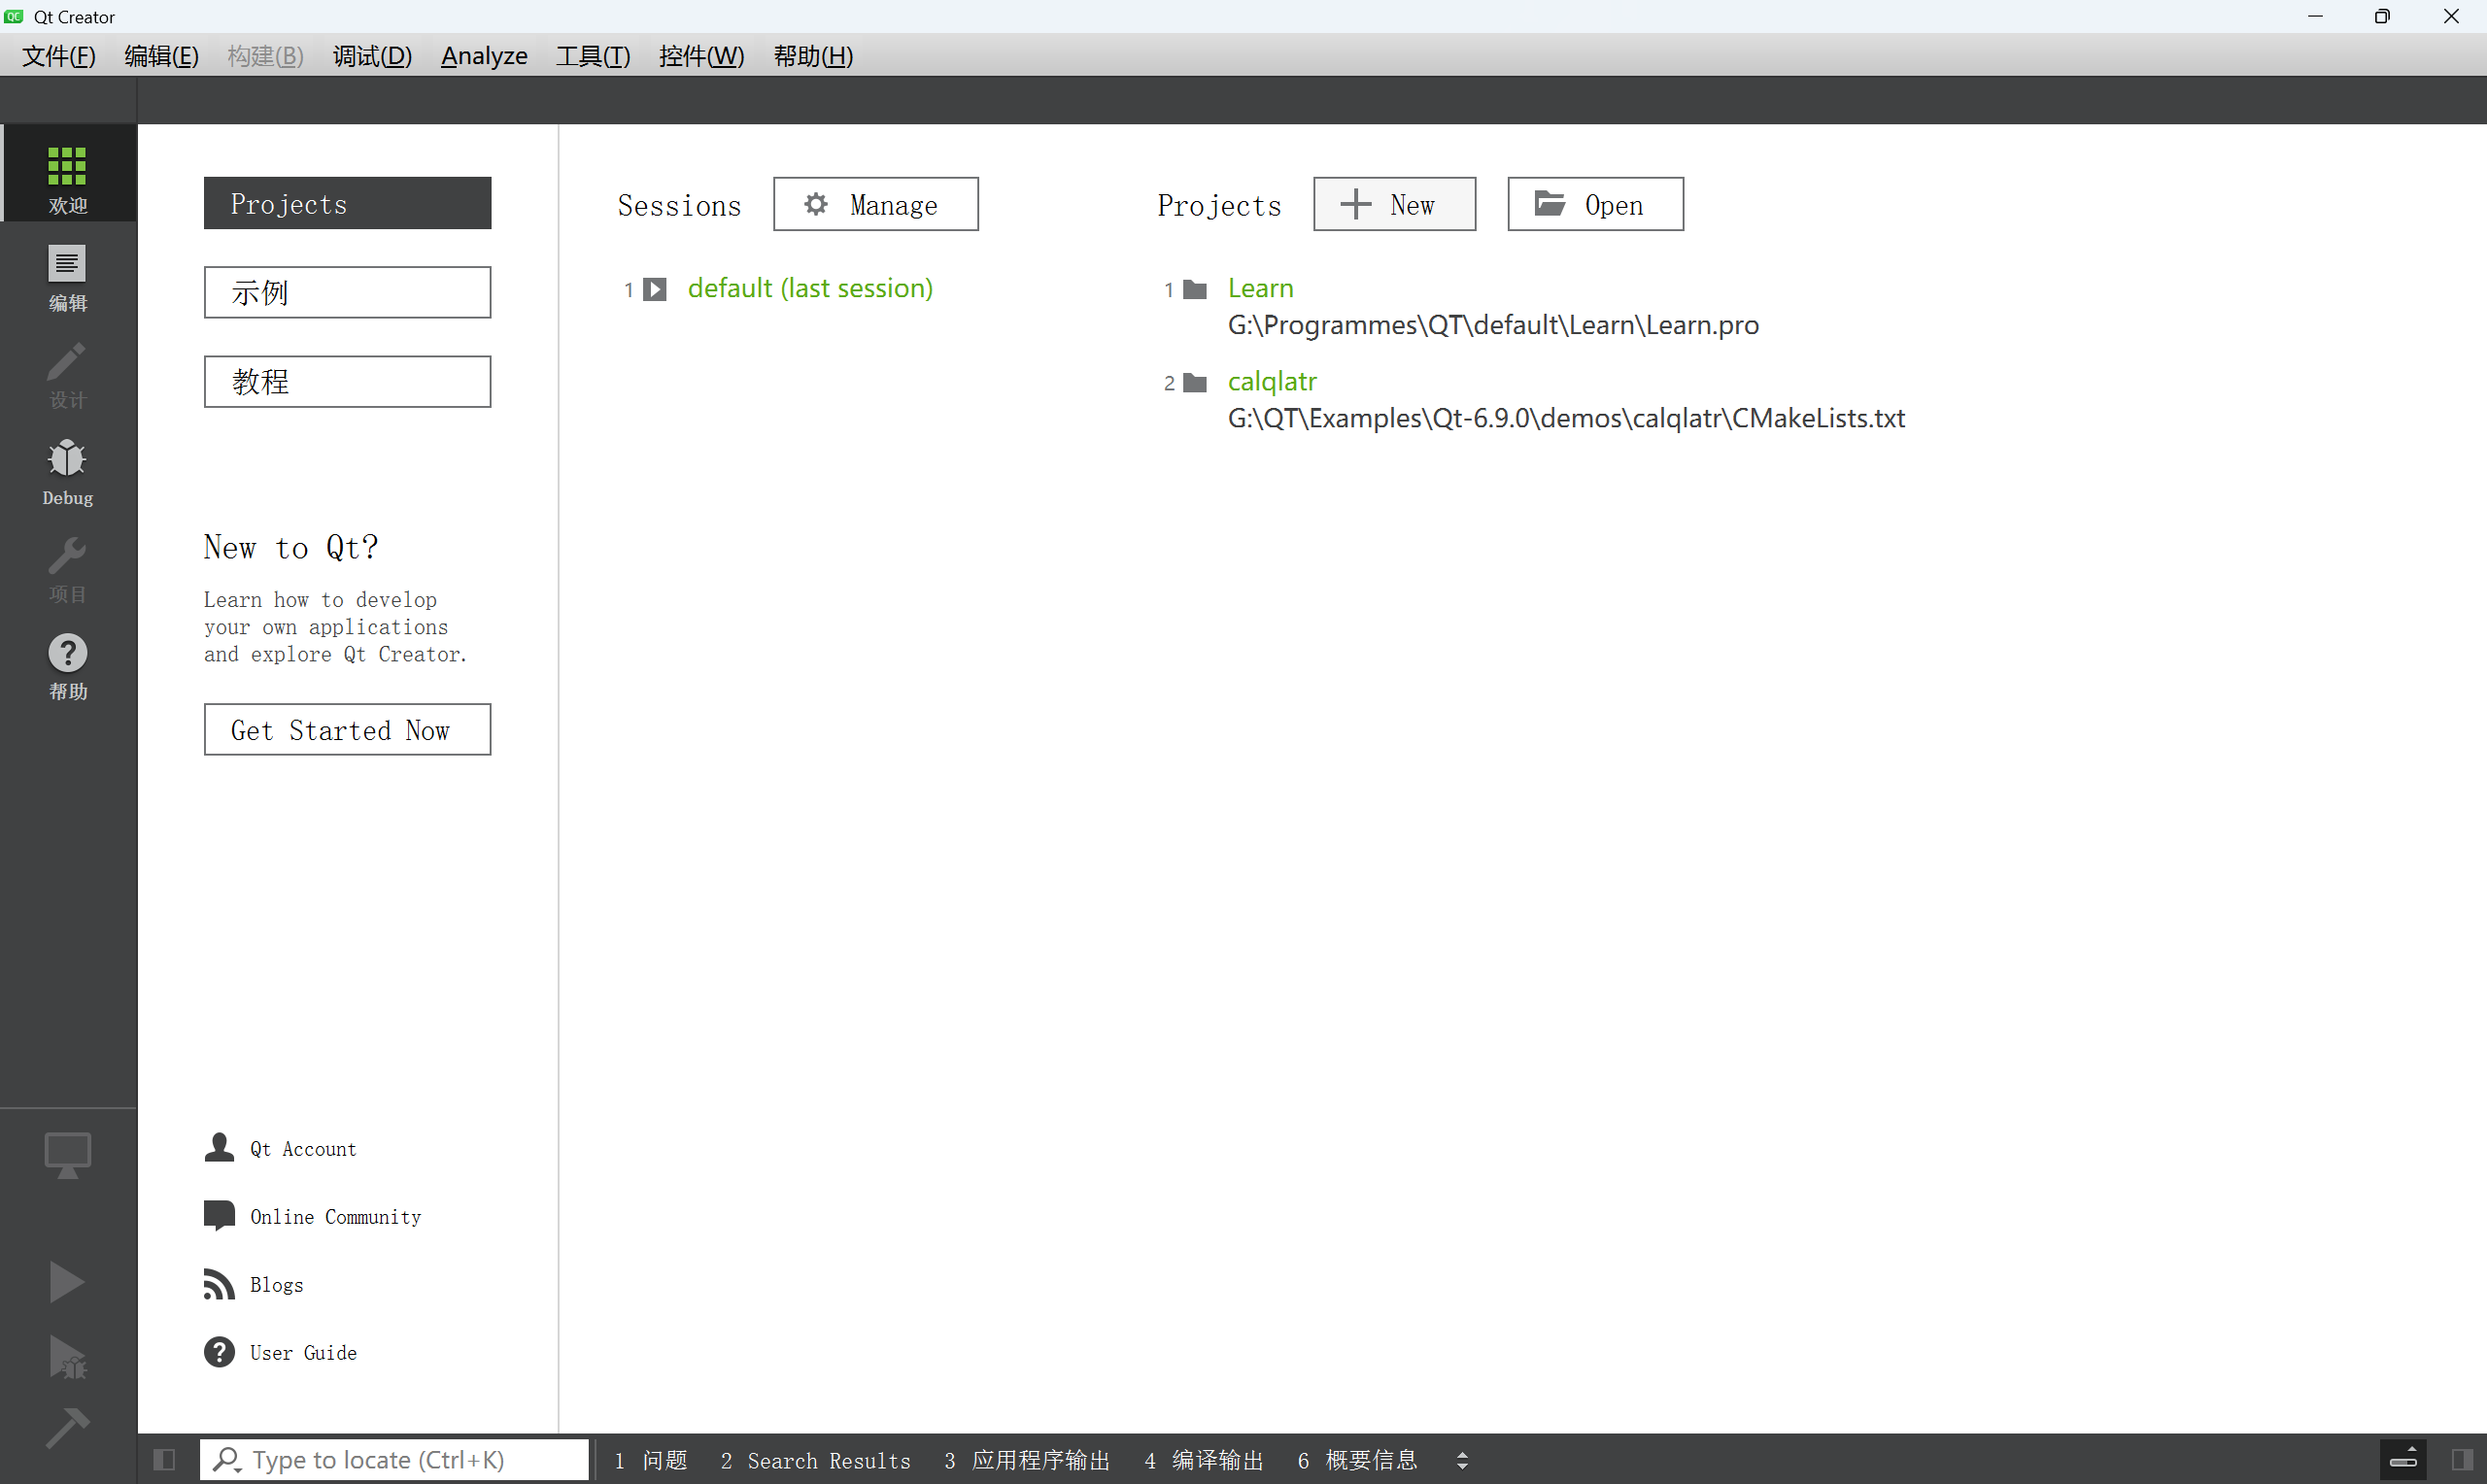 Qt Creator
文件(F) 编辑(E) 构建(B) 调试(D) Analyze 工具(T) 控件(W) 帮助(H)
欢迎
编辑
设计
Debug
项目
帮助
Projects
示例
教程
New to Qt?
Learn how to develop
your own applications
and explore Qt Creator.
Get Started Now
Qt Account
Online Community
Blogs
User Guide
Sessions Manage
1 default (last session)
Projects New Open
1 Learn
G:\Programmes\QT\default\Learn\Learn.pro
2 calqlatr
G:\QT\Examples\Qt-6.9.0\demos\calqlatr\CMakeLists.txt
Type to locate (Ctrl+K) 1 问题 2 Search Results 3 应用程序输出 4 编译输出 6 概要信息